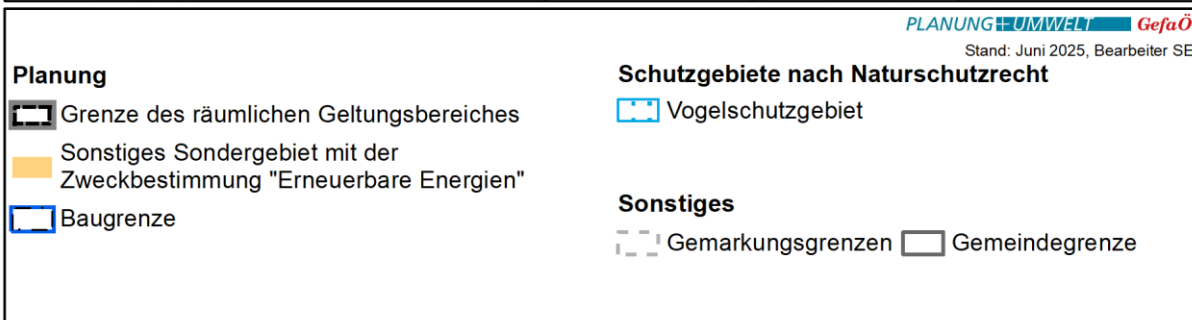 PLANUNG+UMWELT GefaÖ
Stand: Juni 2025, Bearbeiter SE
Planung
Grenze des räumlichen Geltungsbereiches
Sonstiges Sondergebiet mit der
Zweckbestimmung "Erneuerbare Energien"
Baugrenze
Schutzgebiete nach Naturschutzrecht
Vogelschutzgebiet
Sonstiges
Gemarkungsgrenzen Gemeindegrenze